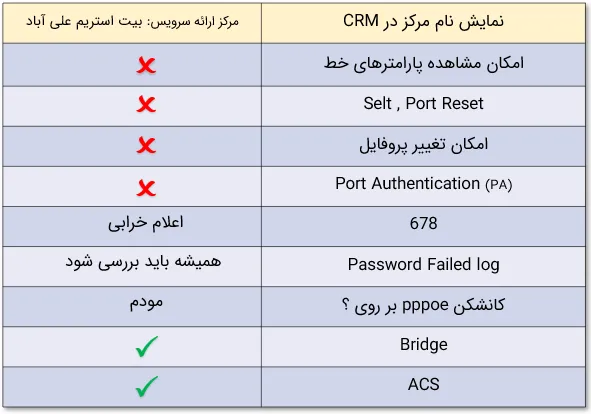 نمایش نام مرکز در CRM
مرکز ارائه سرویس: بیت استریم علی آباد
امکان مشاهده پارامترهای خط
Selt , Port Reset
امکان تغییر پروفایل
Port Authentication (PA)
678
اعلام خرابی
Password Failed log
همیشه باید بررسی شود
کانشکن pppoe بر روی ؟
مودم
Bridge
ACS